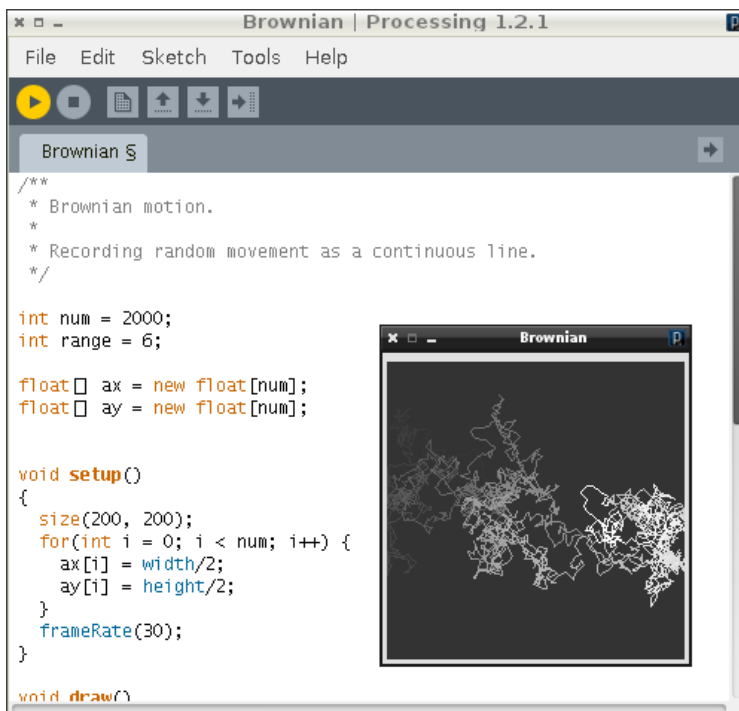 Brownian | Processing 1.2.1
File Edit Sketch Tools Help
Brownian §
/**
 * Brownian motion.
 *
 * Recording random movement as a continuous line.
 */
int num = 2000;
int range = 6;
float[] ax = new float[num];
float[] ay = new float[num];
void setup()
{
  size(200, 200);
  for(int i = 0; i < num; i++) {
    ax[i] = width/2;
    ay[i] = height/2;
  }
  frameRate(30);
}
void draw()
Brownian